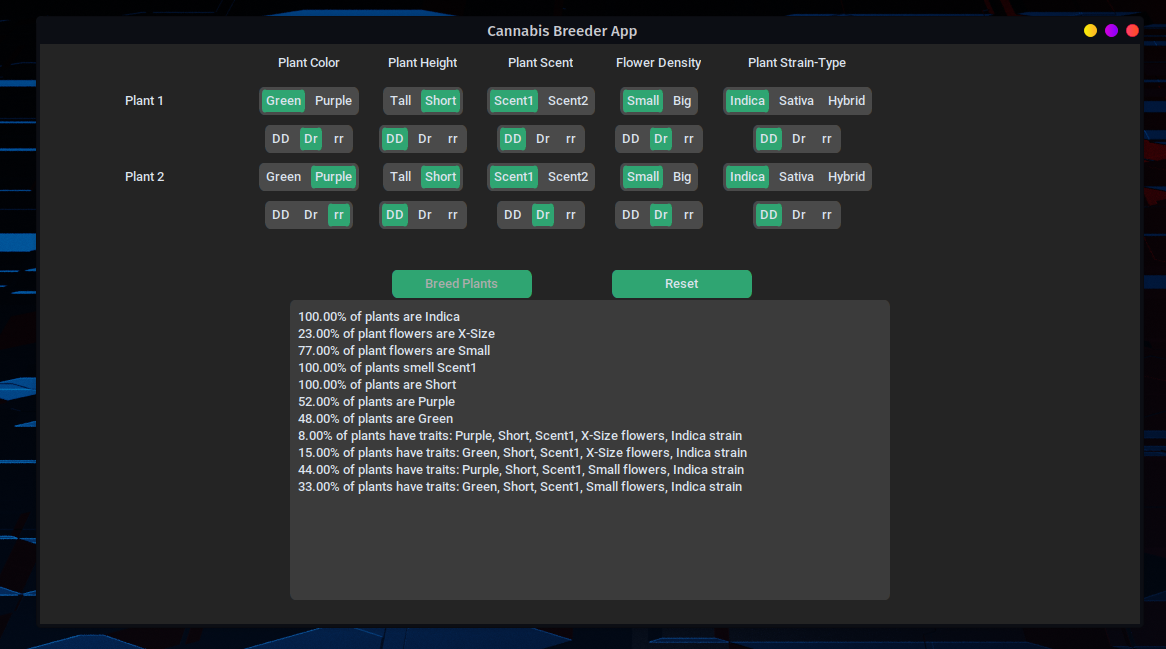 Cannabis Breeder App
Plant Color Plant Height Plant Scent Flower Density Plant Strain-Type
Plant 1 Green Purple Tall Short Scent1 Scent2 Small Big Indica Sativa Hybrid
DD Dr rr DD Dr rr DD Dr rr DD Dr rr DD Dr rr
Plant 2 Green Purple Tall Short Scent1 Scent2 Small Big Indica Sativa Hybrid
DD Dr rr DD Dr rr DD Dr rr DD Dr rr DD Dr rr
Breed Plants Reset
100.00% of plants are Indica
23.00% of plant flowers are X-Size
77.00% of plant flowers are Small
100.00% of plants smell Scent1
100.00% of plants are Short
52.00% of plants are Purple
48.00% of plants are Green
8.00% of plants have traits: Purple, Short, Scent1, X-Size flowers, Indica strain
15.00% of plants have traits: Green, Short, Scent1, X-Size flowers, Indica strain
44.00% of plants have traits: Purple, Short, Scent1, Small flowers, Indica strain
33.00% of plants have traits: Green, Short, Scent1, Small flowers, Indica strain